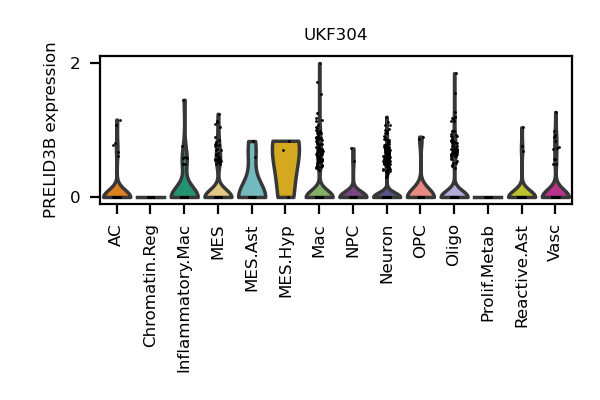 UKF304
PRELID3B expression
2
0
AC
Chromatin.Reg
Inflammatory.Mac
MES
MES.Ast
MES.Hyp
Mac
NPC
Neuron
OPC
Oligo
Prolif.Metab
Reactive.Ast
Vasc